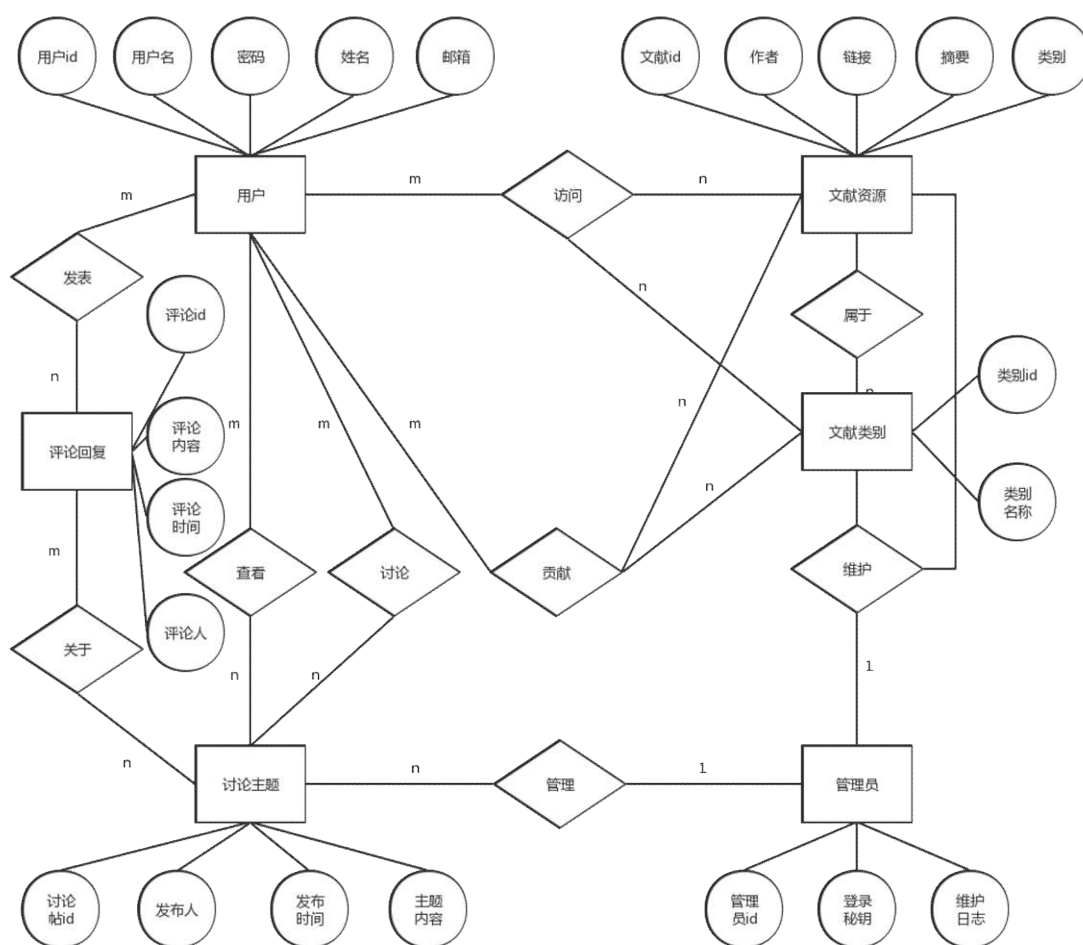 用户id
用户名
密码
姓名
邮箱
文献id
作者
链接
摘要
类别
用户
m
访问
n
文献资源
m
发表
评论id
n
属于
n
评论回复
评论
内容
m
m
m
n
n
n
文献类别
类别id
类别
名称
评论
时间
m
查看
讨论
贡献
维护
关于
评论人
n
n
1
n
讨论主题
n
管理
1
管理员
讨论
帖id
发布人
发布
时间
主题
内容
管理
员id
登录
秘钥
维护
日志